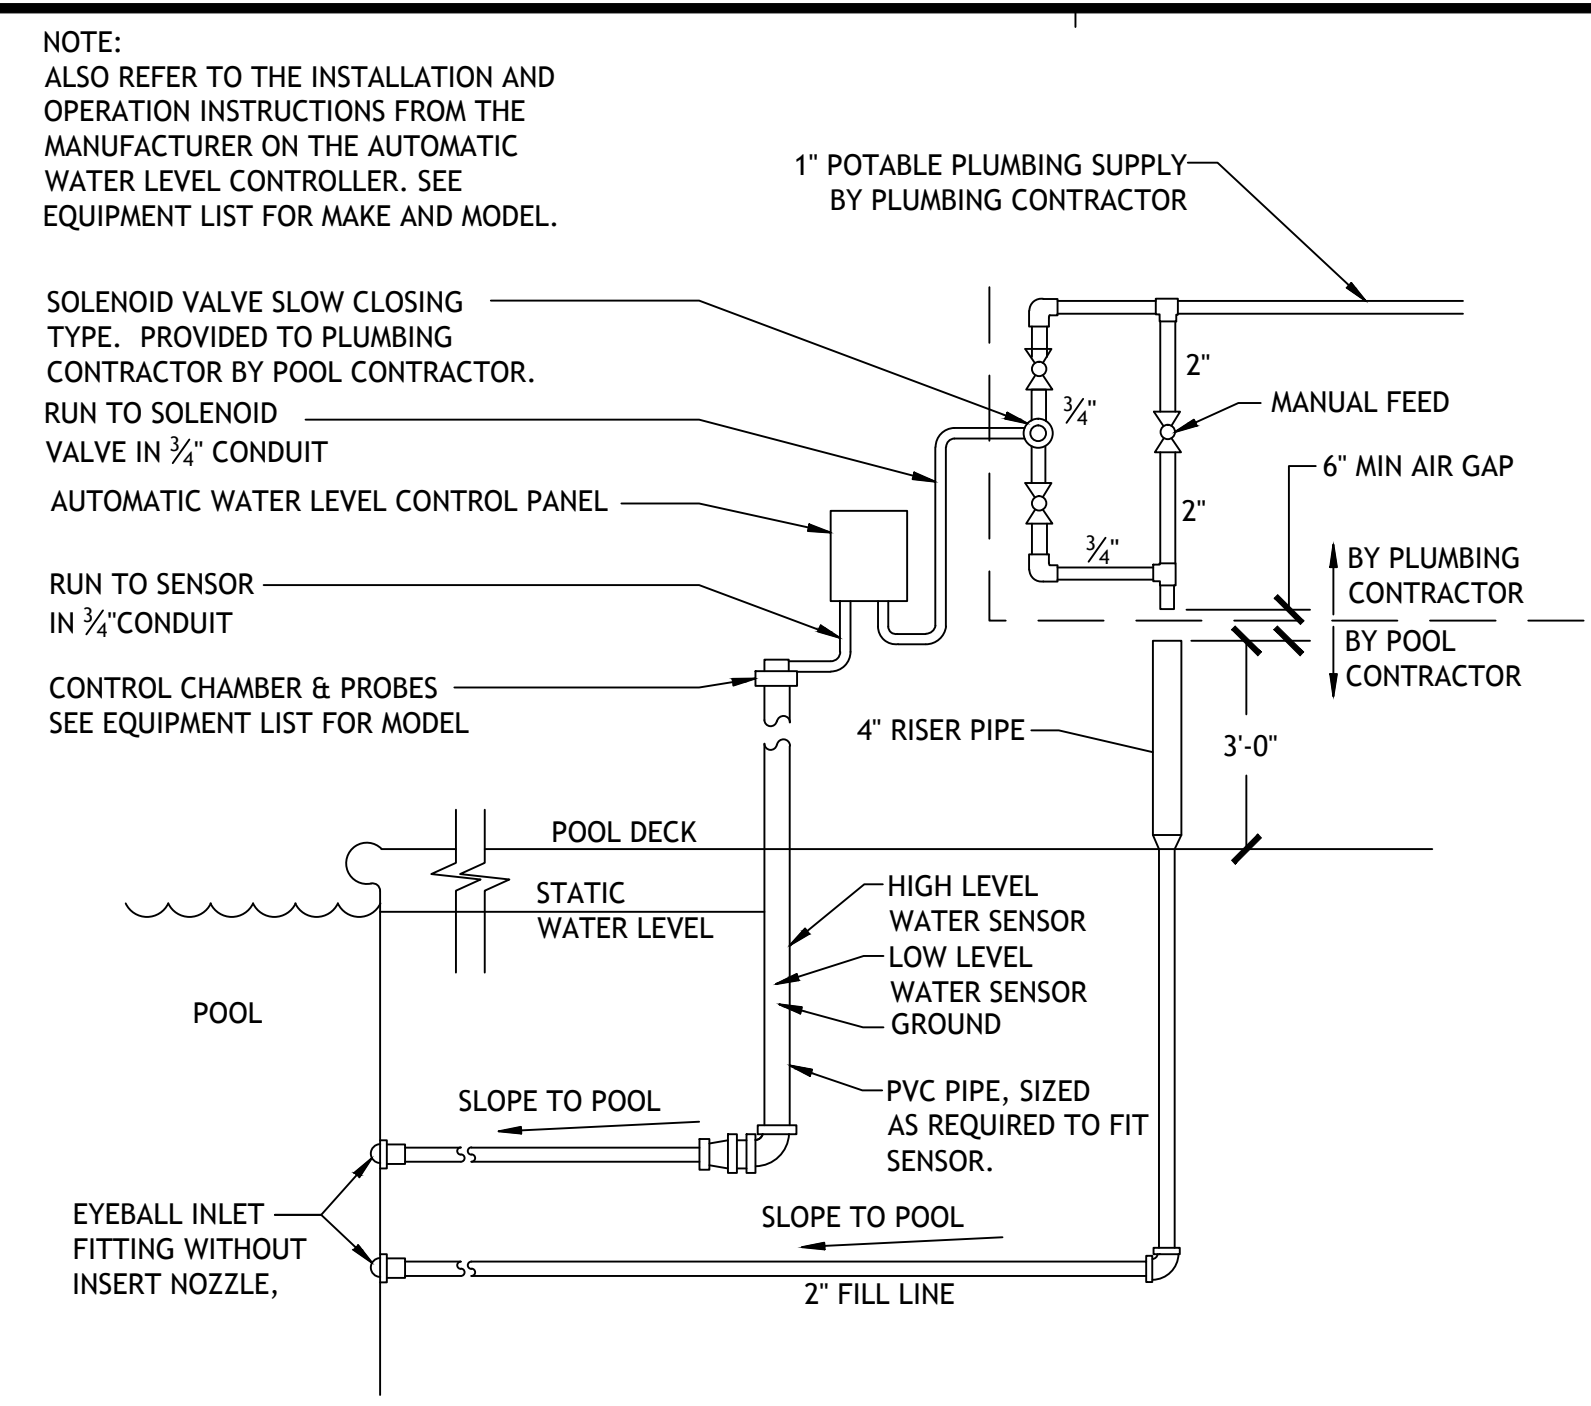 NOTE:
ALSO REFER TO THE INSTALLATION AND
OPERATION INSTRUCTIONS FROM THE
MANUFACTURER ON THE AUTOMATIC
WATER LEVEL CONTROLLER. SEE
EQUIPMENT LIST FOR MAKE AND MODEL.
1" POTABLE PLUMBING SUPPLY
BY PLUMBING CONTRACTOR
SOLENOID VALVE SLOW CLOSING
TYPE. PROVIDED TO PLUMBING
CONTRACTOR BY POOL CONTRACTOR.
RUN TO SOLENOID
VALVE IN ¾" CONDUIT
AUTOMATIC WATER LEVEL CONTROL PANEL
RUN TO SENSOR
IN ¾"CONDUIT
CONTROL CHAMBER & PROBES
SEE EQUIPMENT LIST FOR MODEL
2"
¾"
MANUAL FEED
6" MIN AIR GAP
2"
¾"
BY PLUMBING
CONTRACTOR
BY POOL
CONTRACTOR
4" RISER PIPE
3'-0"
POOL DECK
STATIC
WATER LEVEL
HIGH LEVEL
WATER SENSOR
LOW LEVEL
WATER SENSOR
GROUND
POOL
PVC PIPE, SIZED
AS REQUIRED TO FIT
SENSOR.
SLOPE TO POOL
EYEBALL INLET
FITTING WITHOUT
INSERT NOZZLE,
SLOPE TO POOL
2" FILL LINE